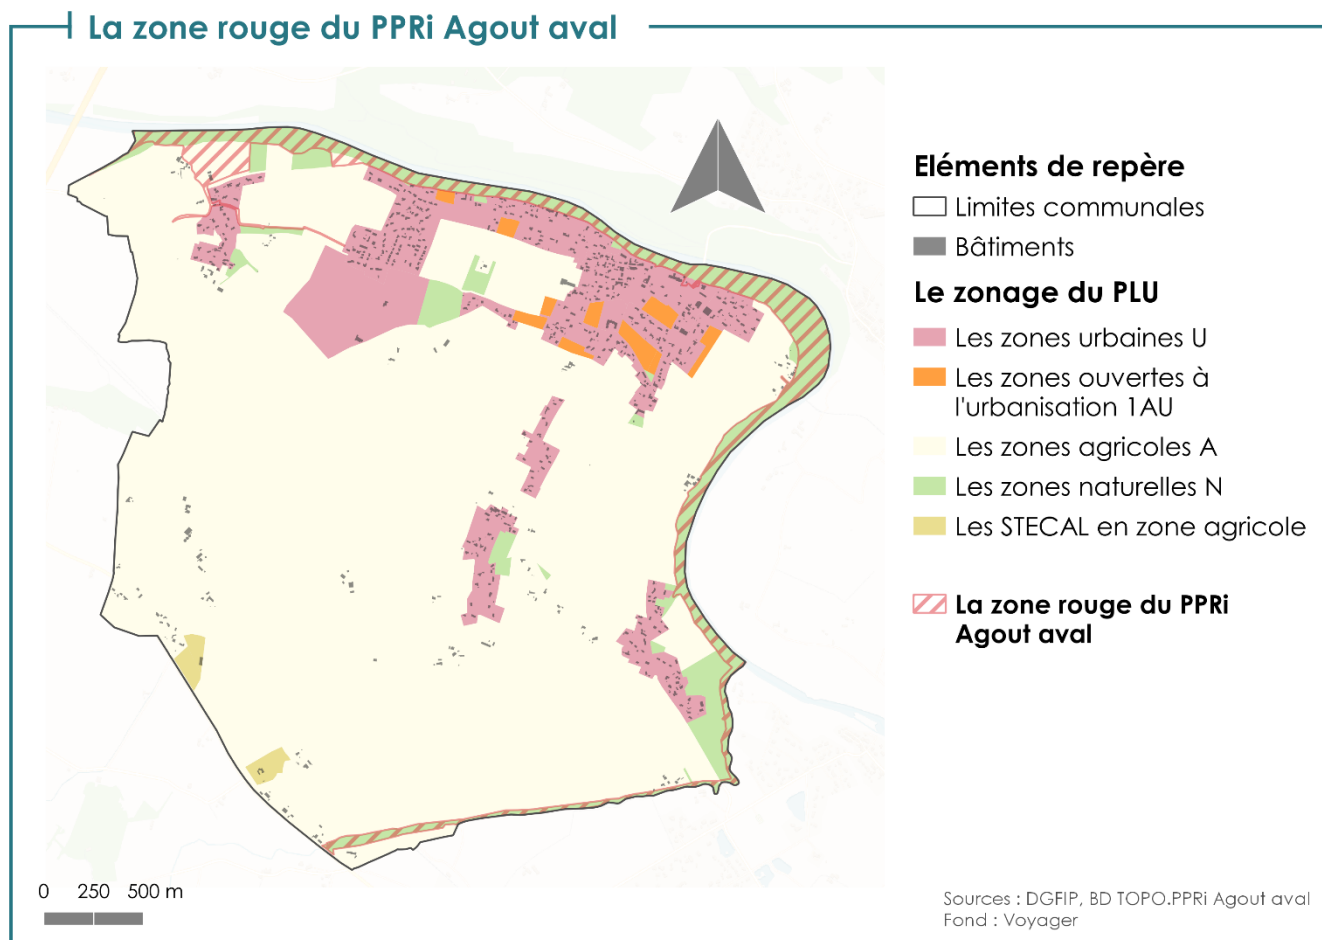 La zone rouge du PPRi Agout aval
Eléments de repère
Limites communales
Bâtiments
Le zonage du PLU
Les zones urbaines U
Les zones ouvertes à
l'urbanisation 1AU
Les zones agricoles A
Les zones naturelles N
Les STECAL en zone agricole
La zone rouge du PPRi
Agout aval
0 250 500 m
Sources : DGFIP, BD TOPO.PPRi Agout aval
Fond : Voyager